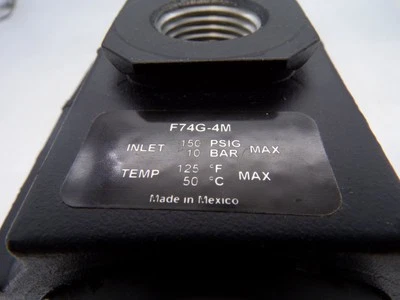 F74G-4M
INLET 150 PSIG MAX
10 BAR
TEMP 125 °F MAX
50 °C
Made in Mexico